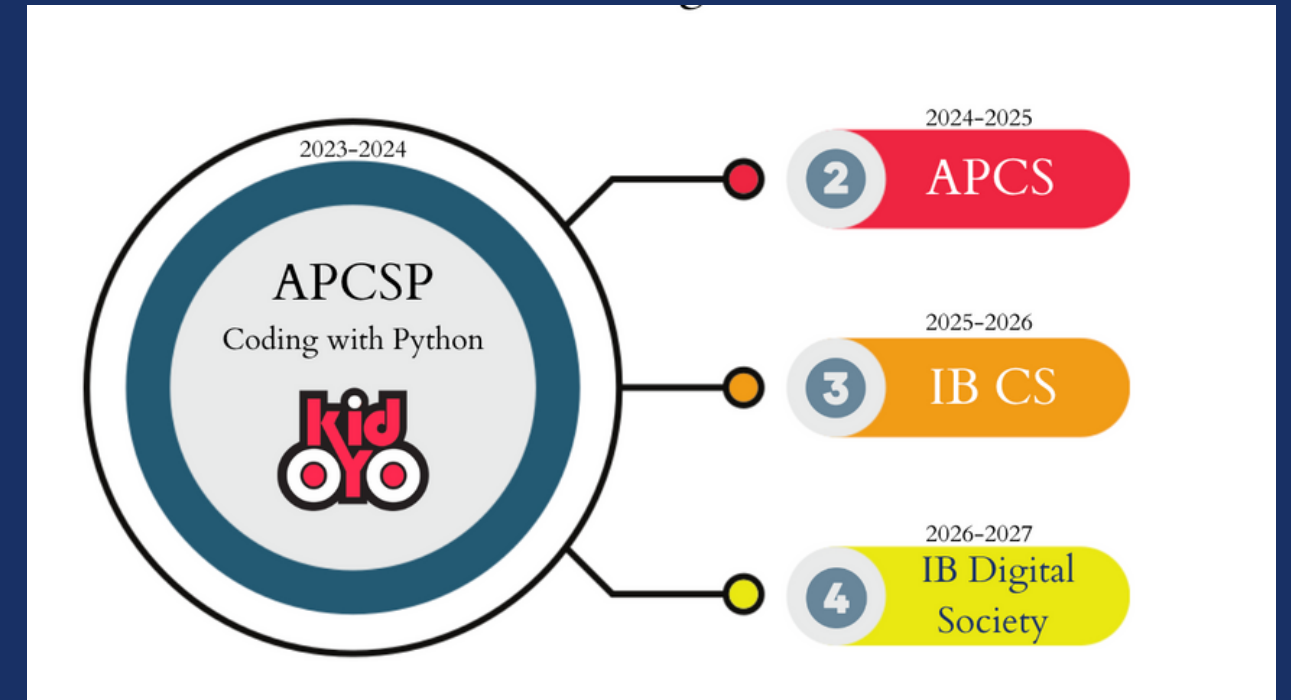 2023-2024
APCSP
Coding with Python
kid
OYO
2024-2025
2
APCS
2025-2026
3
IB CS
2026-2027
4
IB Digital
Society